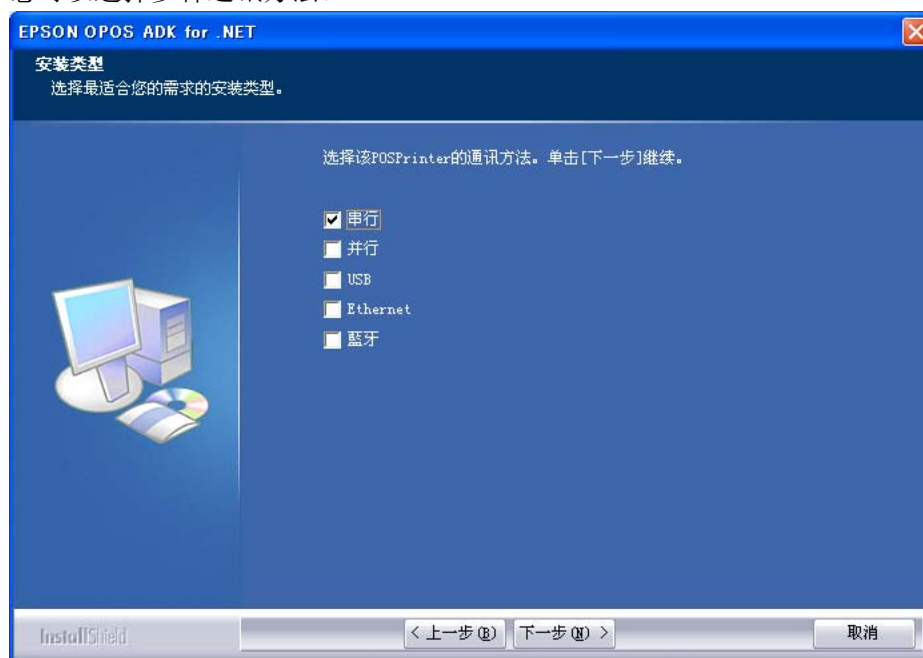 EPSON OPOS ADK for .NET
安装类型
选择最适合您的需求的安装类型。
选择该POSPrinter的通讯方法。单击[下一步]继续。
串行
并行
USB
Ethernet
藍牙
InstallShield
< 上一步(B)
下一步(N) >
取消